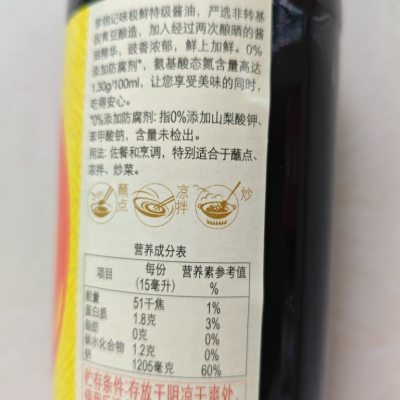 李锦记味极鲜特级酱油，严选非转基
因黄豆酿造，加入经过两次酿晒的酱
油精华，豉香浓郁，鲜上加鲜。0%
添加防腐剂*，氨基酸态氮含量高达
1.30g/100ml，让您享受美味的同时，
吃得安心。
*0%添加防腐剂：指0%添加山梨酸钾、
苯甲酸钠，含量未检出。
用法：佐餐和烹调，特别适合于蘸点、
凉拌、炒菜。
蘸点 凉拌 炒
营养成分表
项目 每份(15毫升) 营养素参考值%
能量 51千焦 1%
蛋白质 1.8克 3%
脂肪 0克 0%
碳水化合物 1.2克 0%
钠 1205毫克 60%
贮存条件：存放于阴凉干爽处，